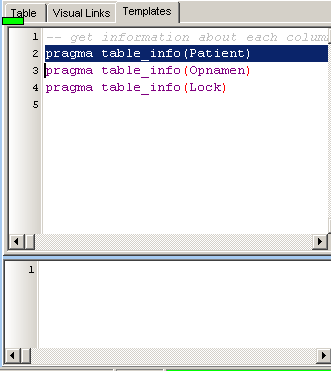 Table Visual Links Templates
1 -- get information about each colum
2 pragma table_info(Patient)
3 pragma table_info(Opnamen)
4 pragma table_info(Lock)
5
1